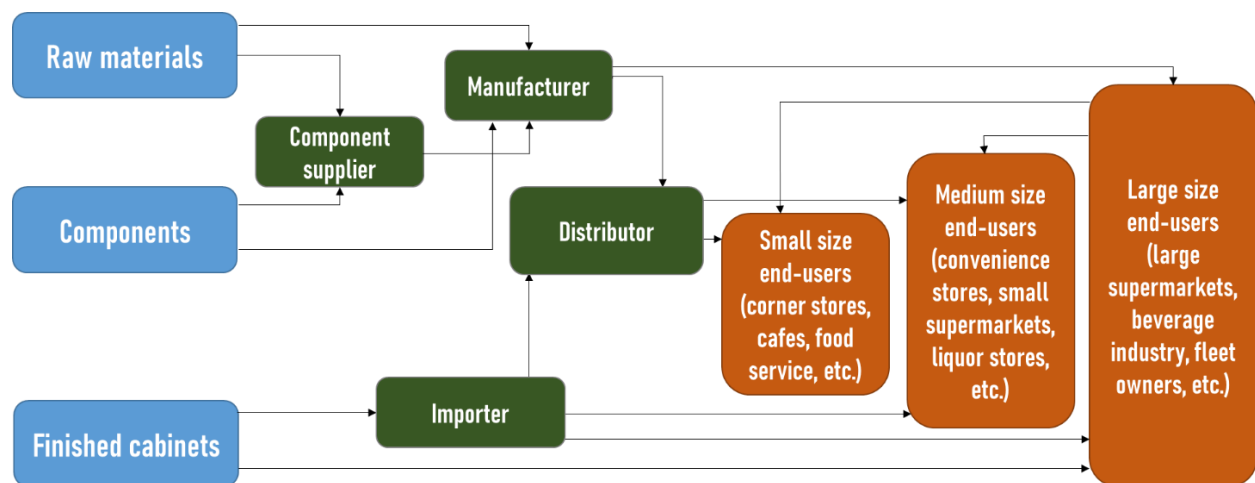 Raw materials
Manufacturer
Component
supplier
Components
Distributor
Small size
end-users
(corner stores,
cafes, food
service, etc.)
Medium size
end-users
(convenience
stores, small
supermarkets,
liquor stores,
etc.)
Large size
end-users
(large
supermarkets,
beverage
industry, fleet
owners, etc.)
Importer
Finished cabinets